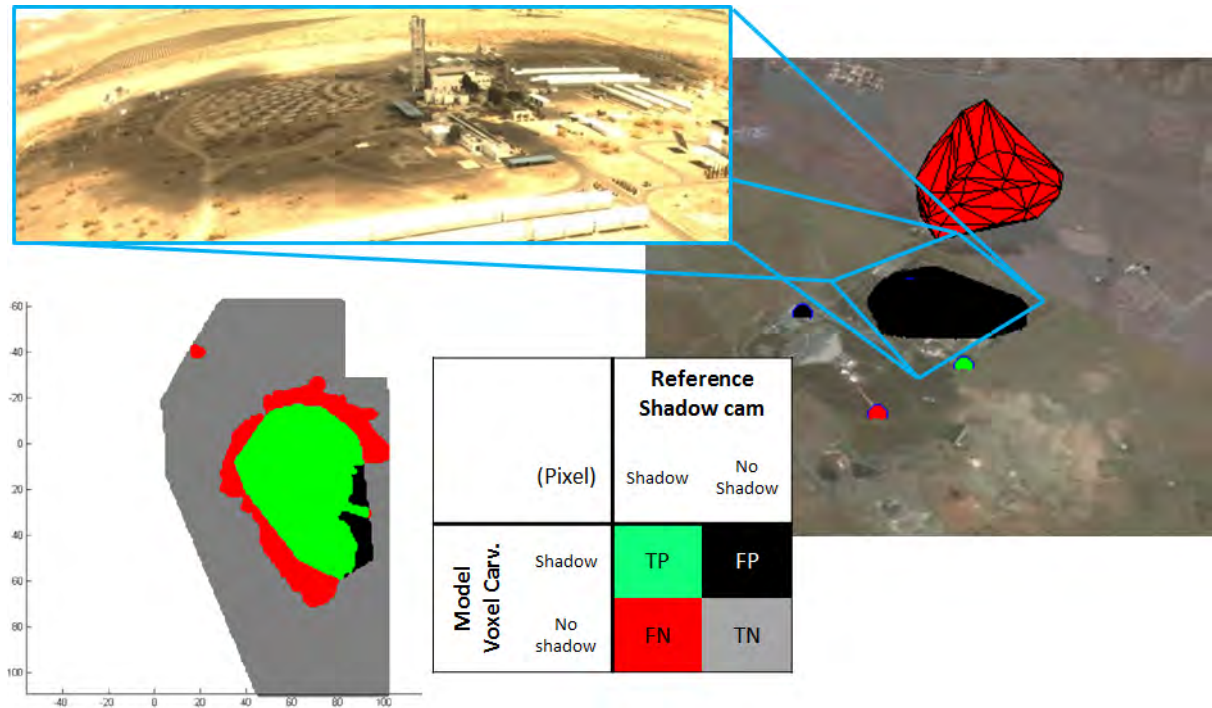 Reference
Shadow cam
(Pixel)
Shadow
No
Shadow
Model
Voxel Carv.
Shadow
TP
FP
No
shadow
FN
TN
-60
-40
-20
0
20
40
60
80
100
-40 -20 0 20 40 60 80 100